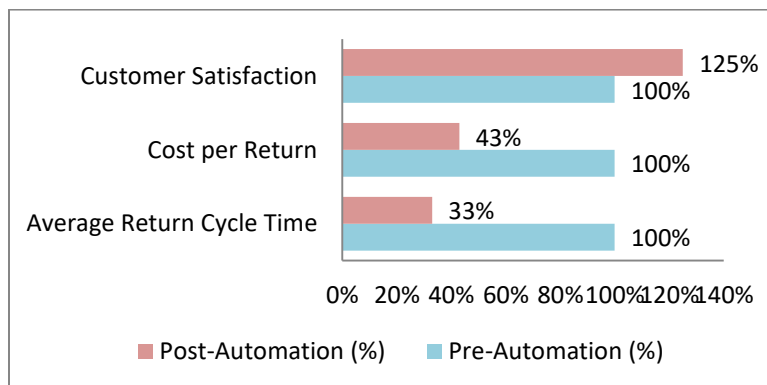 Customer Satisfaction
125%
100%
Cost per Return
43%
100%
Average Return Cycle Time
33%
100%
0% 20% 40% 60% 80% 100% 120% 140%
Post-Automation (%) Pre-Automation (%)